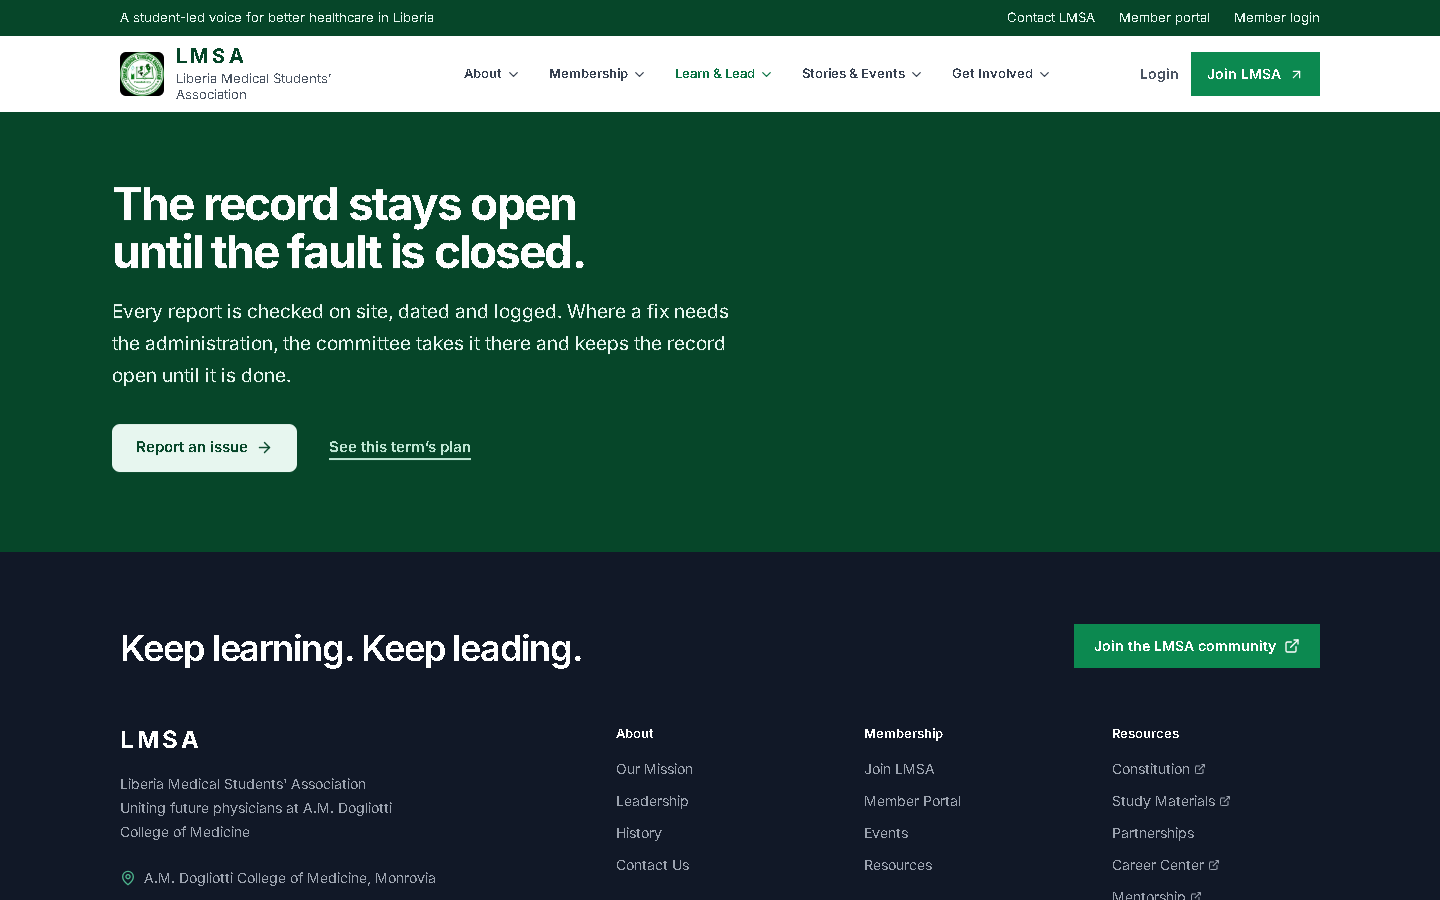 A student-led voice for better healthcare in Liberia
Contact LMSA Member portal Member login
LMSA
Liberia Medical Students’
Association
About Membership Learn & Lead Stories & Events Get Involved
Login Join LMSA
The record stays open
until the fault is closed.
Every report is checked on site, dated and logged. Where a fix needs
the administration, the committee takes it there and keeps the record
open until it is done.
Report an issue
See this term’s plan
Keep learning. Keep leading.
Join the LMSA community
LMSA
Liberia Medical Students' Association
Uniting future physicians at A.M. Dogliotti
College of Medicine
A.M. Dogliotti College of Medicine, Monrovia
About
Our Mission
Leadership
History
Contact Us
Membership
Join LMSA
Member Portal
Events
Resources
Resources
Constitution
Study Materials
Partnerships
Career Center
Mentorship